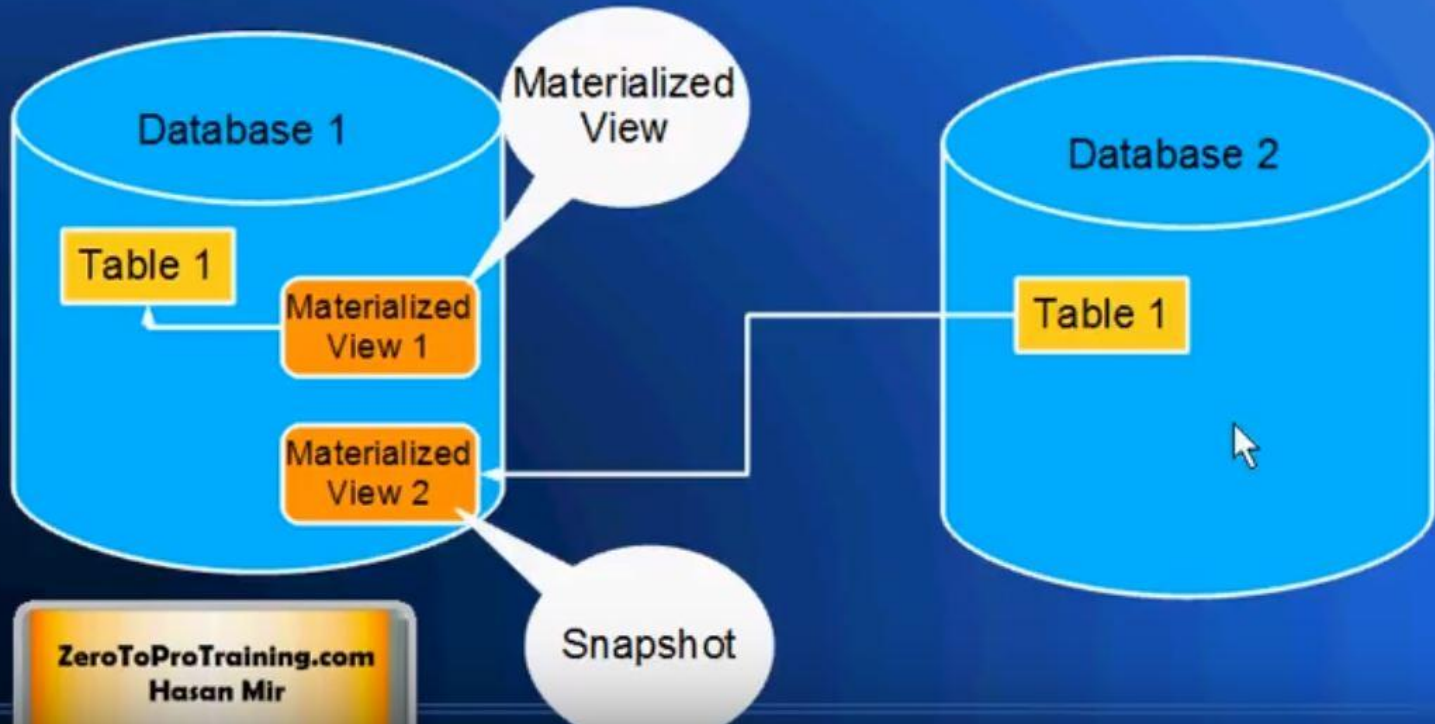 Materialized
View
Database 1
Database 2
Table 1
Materialized
View 1
Table 1
Materialized
View 2
Snapshot
ZeroToProTraining.com
Hasan Mir